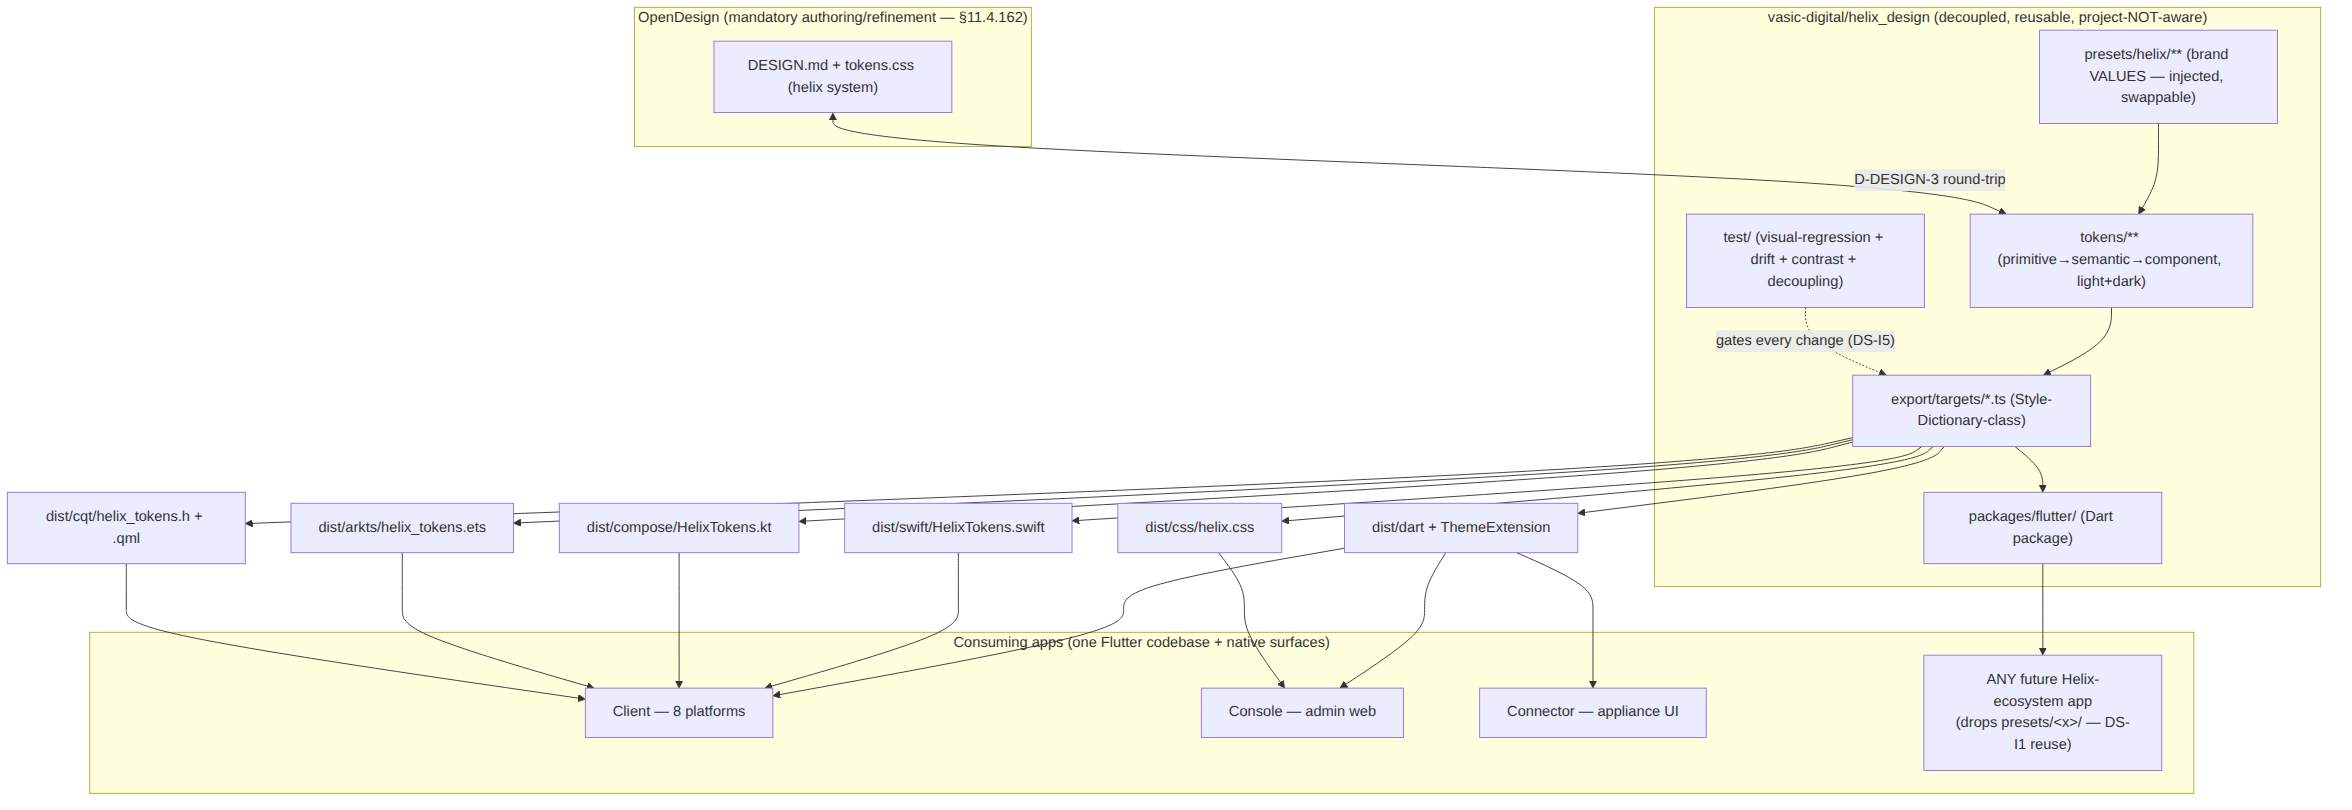 OpenDesign (mandatory authoring/refinement — §11.4.162)
DESIGN.md + tokens.css
(helix system)
vasic-digital/helix_design (decoupled, reusable, project-NOT-aware)
presets/helix/** (brand
VALUES — injected,
swappable)
D-DESIGN-3 round-trip
test/ (visual-regression +
drift + contrast +
decoupling)
tokens/**
(primitive→semantic→component,
light+dark)
gates every change (DS-I5)
export/targets/*.ts (Style-
Dictionary-class)
dist/cqt/helix_tokens.h +
.qml
dist/arkts/helix_tokens.ets
dist/compose/HelixTokens.kt
dist/swift/HelixTokens.swift
dist/css/helix.css
dist/dart + ThemeExtension
packages/flutter/ (Dart
package)
Consuming apps (one Flutter codebase + native surfaces)
Client — 8 platforms
Console — admin web
Connector — appliance UI
ANY future Helix-
ecosystem app
(drops presets/<x>/ — DS-
I1 reuse)